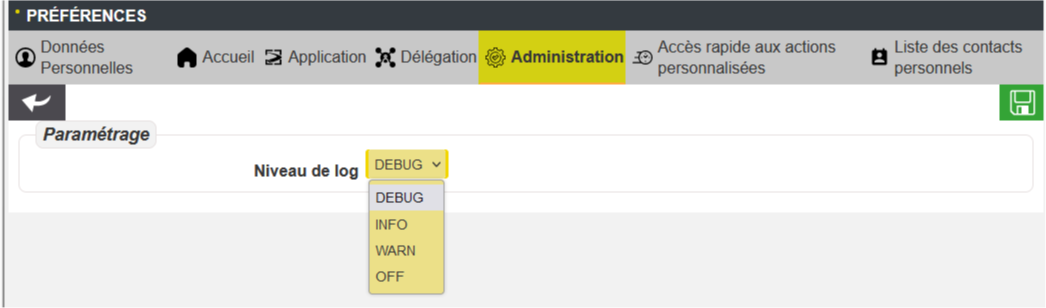 PRÉFÉRENCES
Données Personnelles
Accueil
Application
Délégation
Administration
Accès rapide aux actions personnalisées
Liste des contacts personnels
Paramétrage
Niveau de log DEBUG
DEBUG
INFO
WARN
OFF